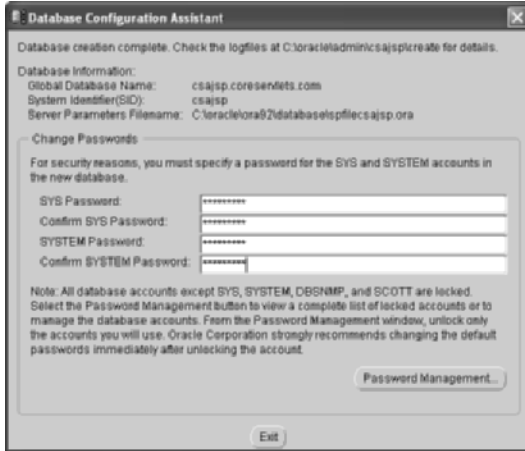 Database Configuration Assistant
Database creation complete. Check the logfiles at C:\oracle\admin\csajsp\create for details.
Database Information:
Global Database Name: csajsp.coreservlets.com
System Identifier(SID): csajsp
Server Parameters Filename: C:\oracle\ora92\database\spfilecsajsp.ora
Change Passwords
For security reasons, you must specify a password for the SYS and SYSTEM accounts in
the new database.
SYS Password: *********
Confirm SYS Password: *********
SYSTEM Password: *********
Confirm SYSTEM Password: *********
Note: All database accounts except SYS, SYSTEM, DBSNMP, and SCOTT are locked.
Select the Password Management button to view a complete list of locked accounts or to
manage the database accounts. From the Password Management window, unlock only
the accounts you will use. Oracle Corporation strongly recommends changing the default
passwords immediately after unlocking the account.
Password Management...
Exit